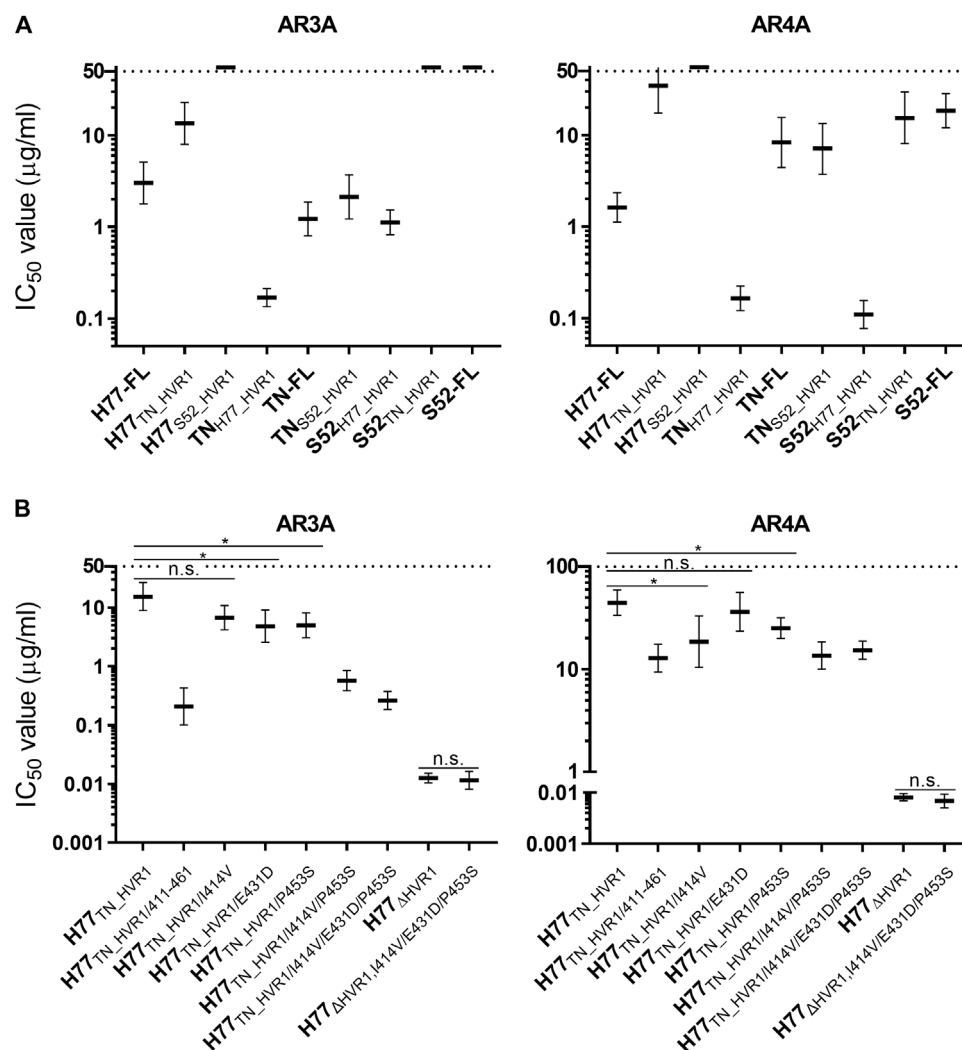 A
AR3A
AR4A
IC50 value (µg/ml)
50
10
1
0.1
50
10
1
0.1
H77-FL
H77TN_HVR1
H77S52_HVR1
TNH77_HVR1
TN-FL
TNS52_HVR1
S52H77_HVR1
S52TN_HVR1
S52-FL
H77-FL
H77TN_HVR1
H77S52_HVR1
TNH77_HVR1
TN-FL
TNS52_HVR1
S52H77_HVR1
S52TN_HVR1
S52-FL
B
AR3A
AR4A
IC50 value (µg/ml)
*
*
n.s.
n.s.
50
10
1
0.1
0.01
0.001
*
n.s.
*
n.s.
100
10
1
0.01
0.001
H77TN_HVR1
H77TN_HVR1/411-461
H77TN_HVR1/I414V
H77TN_HVR1/E431D
H77TN_HVR1/P453S
H77TN_HVR1/I414V/P453S
H77TN_HVR1/I414V/E431D/P453S
H77ΔHVR1
H77ΔHVR1,I414V/E431D/P453S
H77TN_HVR1
H77TN_HVR1/411-461
H77TN_HVR1/I414V
H77TN_HVR1/E431D
H77TN_HVR1/P453S
H77TN_HVR1/I414V/P453S
H77TN_HVR1/I414V/E431D/P453S
H77ΔHVR1
H77ΔHVR1,I414V/E431D/P453S